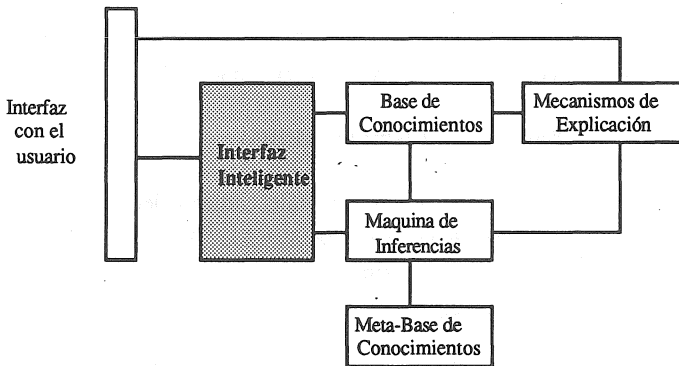 Interfaz
con el
usuario
Interfaz
Inteligente
Base de
Conocimientos
Mecanismos de
Explicación
Maquina de
Inferencias
Meta-Base de
Conocimientos